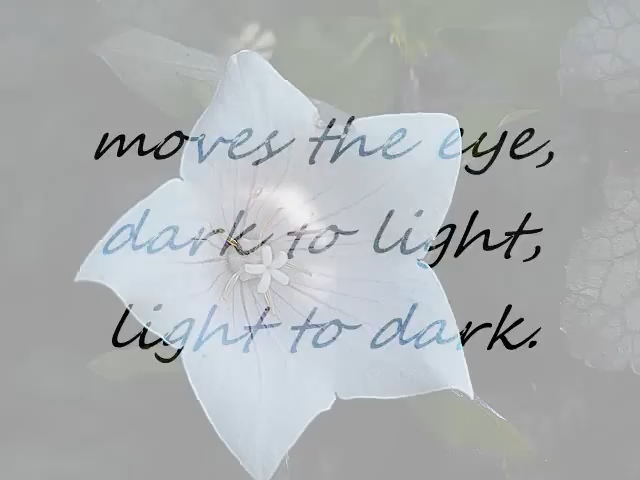 moves the eye,
dark to light,
light to dark.